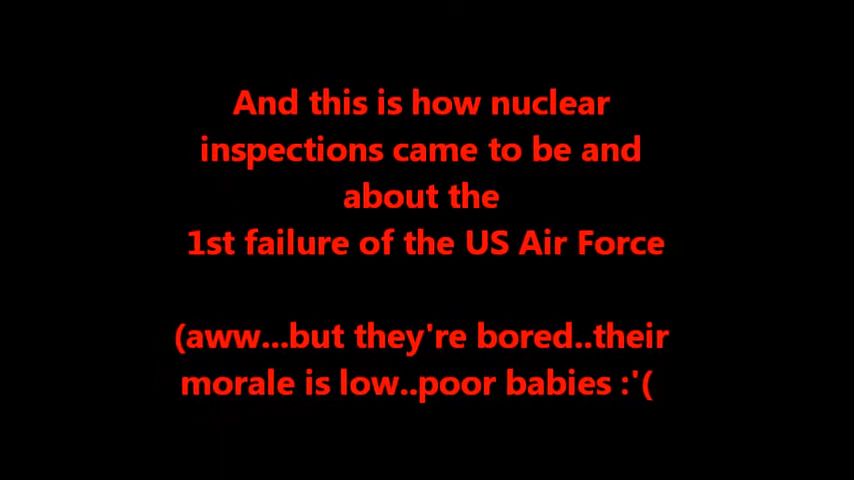 And this is how nuclear
inspections came to be and
about the
1st failure of the US Air Force
(aww...but they're bored..their
morale is low..poor babies :'(